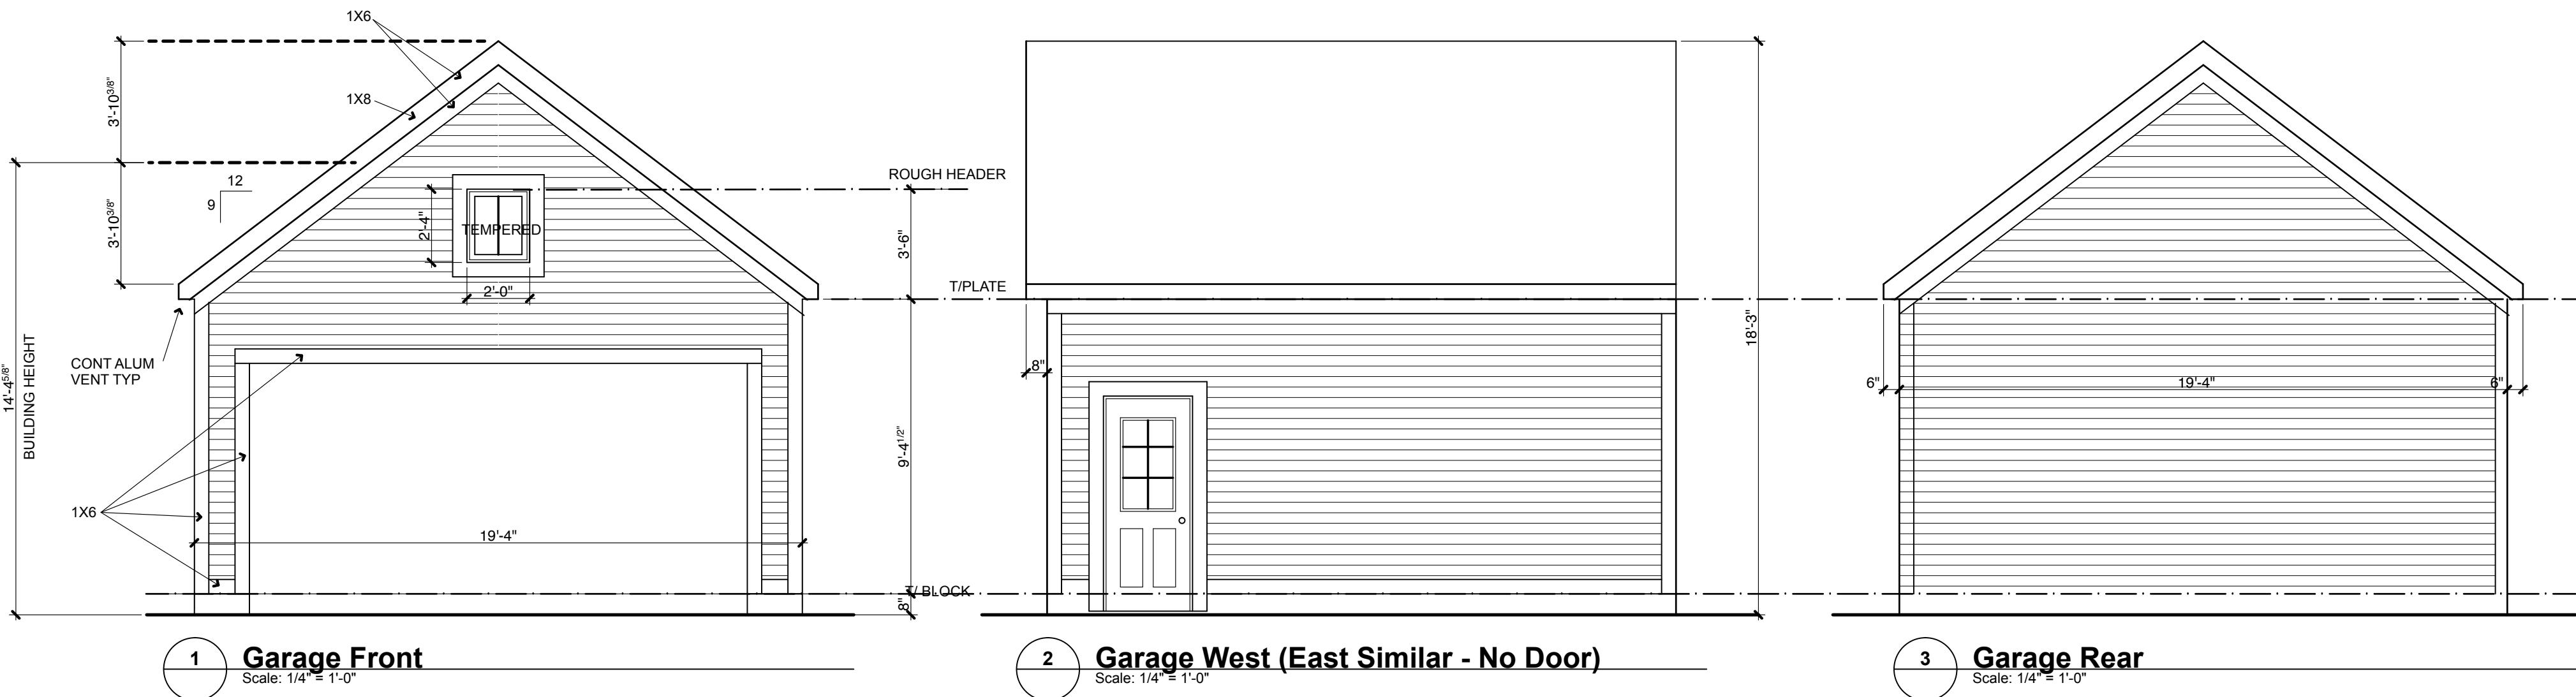 1X6
1X8
3'-10 3/8"
3'-10 3/8"
12
9
14'-4 5/8"
BUILDING HEIGHT
CONT ALUM
VENT TYP
1X6
2'-4"
TEMPERED
2'-0"
19'-4"
ROUGH HEADER
3'-6"
T/PLATE
9'-4 1/2"
T/ BLOCK
8"
1
Garage Front
Scale: 1/4" = 1'-0"
8"
18'-3"
2
Garage West (East Similar - No Door)
Scale: 1/4" = 1'-0"
6"
19'-4"
6"
3
Garage Rear
Scale: 1/4" = 1'-0"